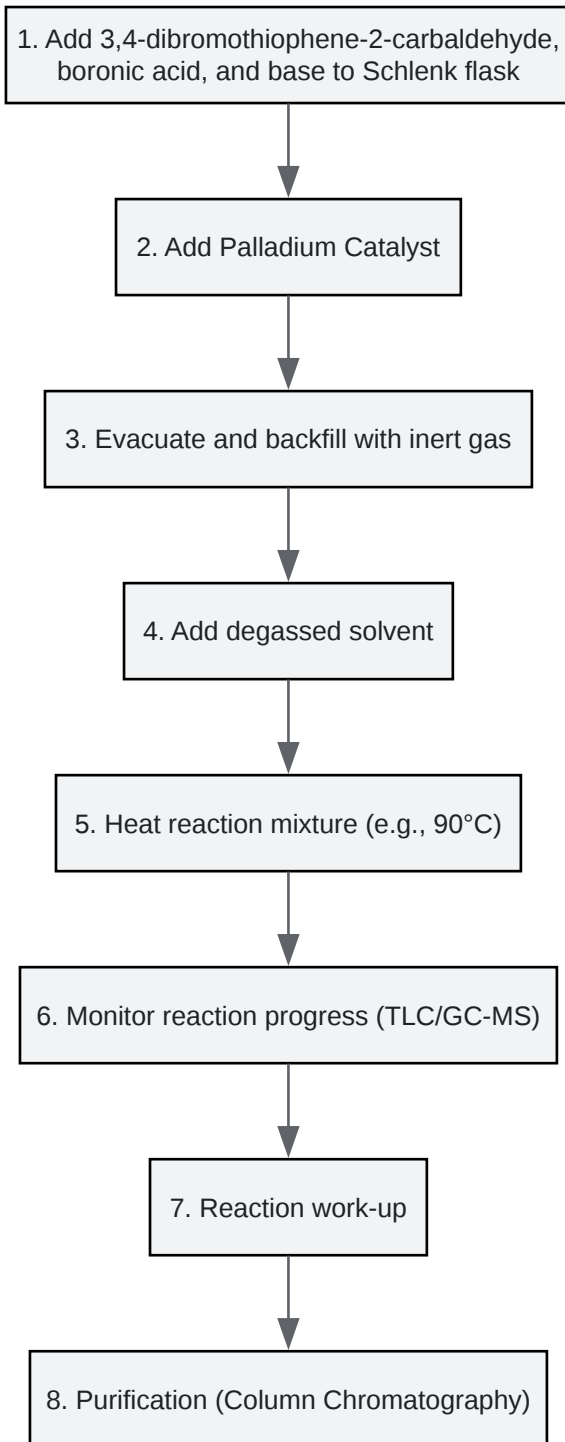 1. Add 3,4-dibromothiophene-2-carbaldehyde,
boronic acid, and base to Schlenk flask
2. Add Palladium Catalyst
3. Evacuate and backfill with inert gas
4. Add degassed solvent
5. Heat reaction mixture (e.g., 90°C)
6. Monitor reaction progress (TLC/GC-MS)
7. Reaction work-up
8. Purification (Column Chromatography)